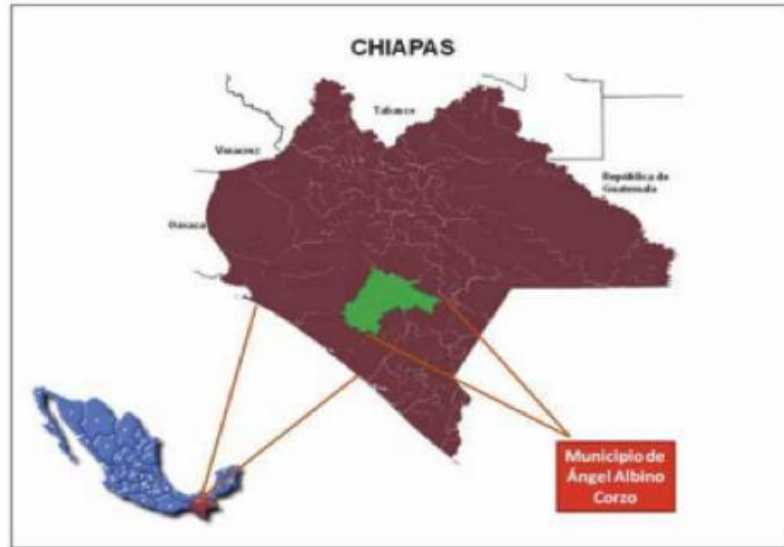 CHIAPAS
Tabasco
Veracruz
República de
Guatemala
Oaxaca
Municipio de
Ángel Albino
Corzo